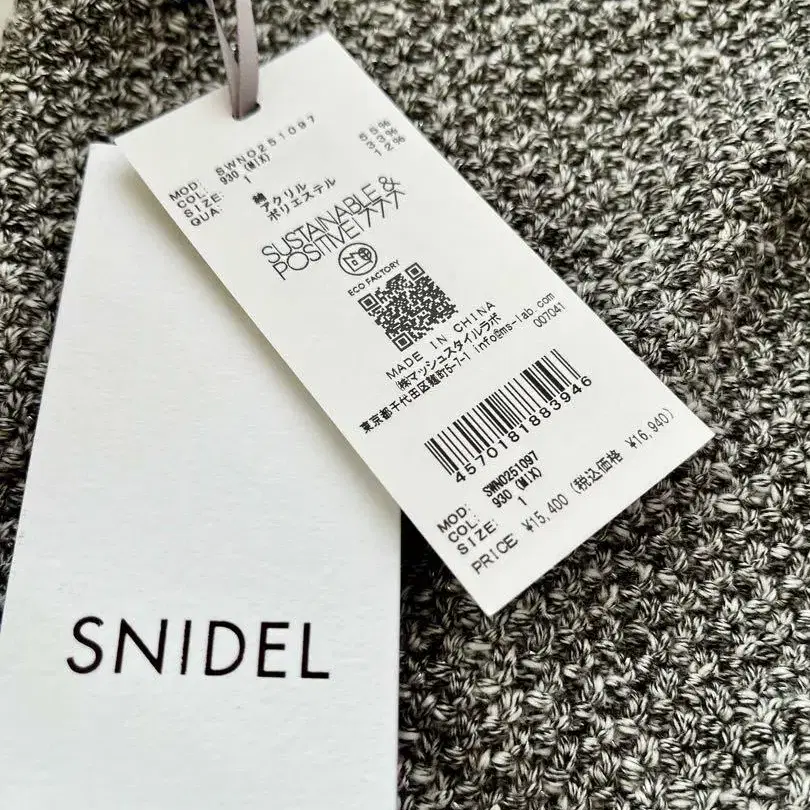 MOD: SWNO251097
COL: 930 (MIX)
SIZE: 1
QUA: 綿 55%
アクリル 33%
ポリエステル 12%
SUSTAINABLE &
POSITIVE!
ECO FACTORY
MADE IN CHINA
㈱マッシュスタイルラボ
東京都千代田区麹町5-7-1 info@ms-lab.com
007041
4570181883946
MOD: SWNO251097
COL: 930 (MIX)
SIZE: 1
PRICE: ¥15,400 (税込価格 ¥16,940)
SNIDEL